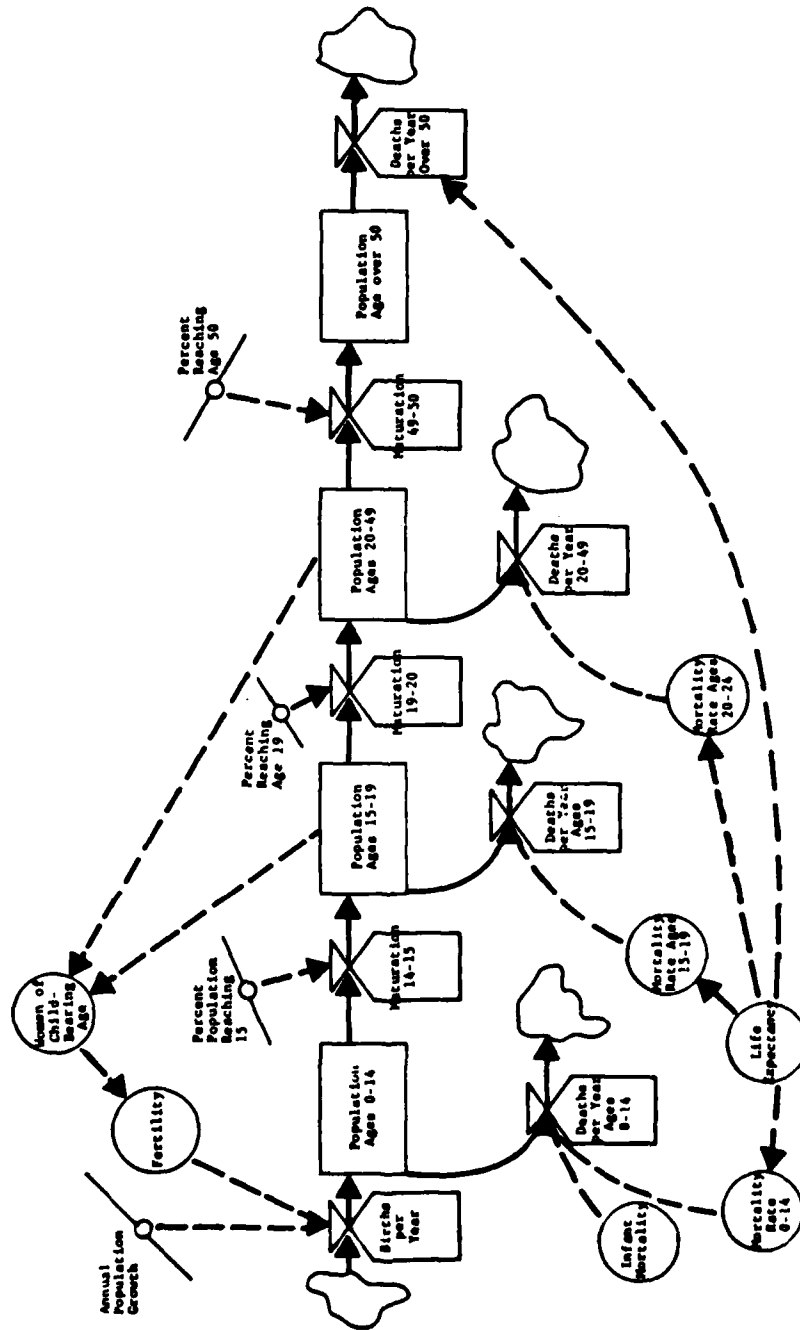 Annual
Population
Growth
Fertility
Women of
Child-
Bearing
Age
Percent
Population
Reaching
15
Percent
Reaching
Age 19
Percent
Reaching
Age 50
Births
per
Year
Population
Ages 0-14
Maturation
14-15
Population
Ages 15-19
Maturation
19-20
Population
Ages 20-49
Maturation
49-50
Population
Age over 50
Deaths
per Year
Over 50
Deaths
per Year
Ages
0-14
Deaths
per Year
Ages
15-19
Deaths
per Year
20-49
Infant
Mortality
Mortality
Rate
0-14
Life
Expectancy
Mortality
Rate Ages
15-19
Mortality
Rate Ages
20-24